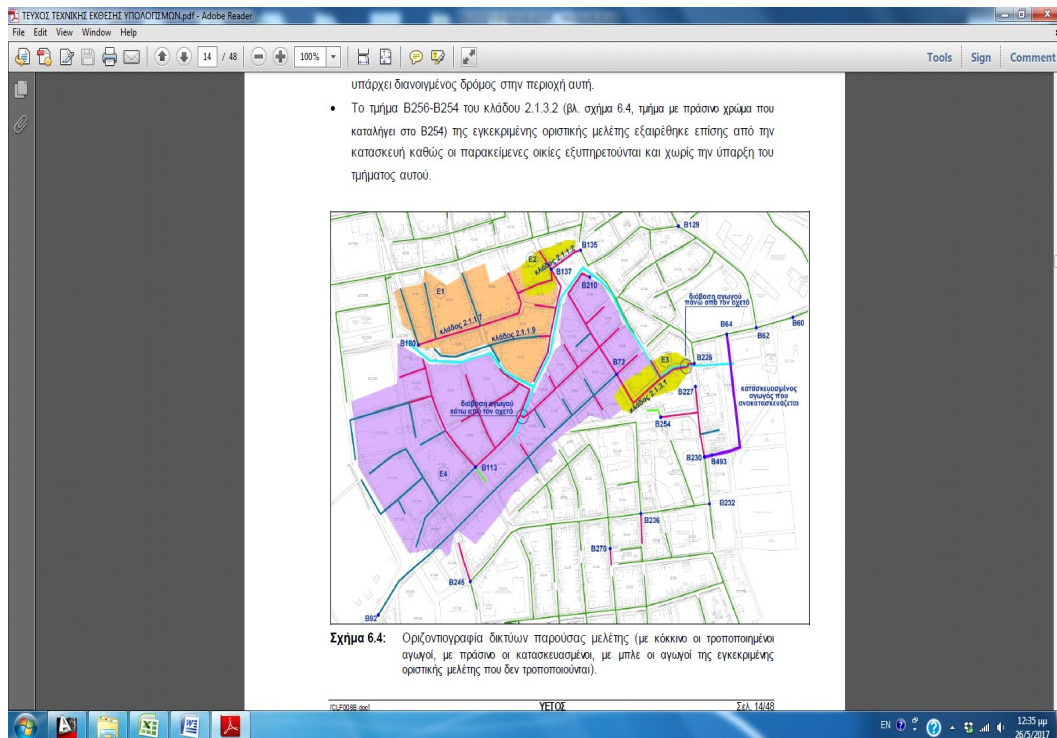 ΤΕΥΧΟΣ ΤΕΧΝΙΚΗΣ ΕΚΘΕΣΗΣ ΥΠΟΛΟΓΙΣΜΩΝ.pdf - Adobe Reader
File Edit View Window Help
14 / 48 100% Tools Sign Comment
υπάρχει διανοιγμένος δρόμος στην περιοχή αυτή.
• Το τμήμα Β256-Β254 του κλάδου 2.1.3.2 (βλ. σχήμα 6.4, τμήμα με πράσινο χρώμα που
καταλήγει στο Β254) της εγκεκριμένης οριστικής μελέτης εξαιρέθηκε επίσης από την
κατασκευή καθώς οι παρακείμενες οικίες εξυπηρετούνται και χωρίς την ύπαρξη του
τμήματος αυτού.
B129
B135
E2
κλάδος 2.1.1.
B137
E1
B210
διάβαση αγωγού
πάνω από τον οχετό
κλάδος 2.1.1.7
κλάδος 2.1.1.9
B60
B64
B62
B180
E3
B226
B72
κλάδος 2.1.3.1
B227
κατασκευασμένος
αγωγός που
ανακατασκευάζεται
διάβαση αγωγού
κάτω από τον οχετό
B254
B230
B493
B113
E4
B232
B236
B270
B245
B92
Σχήμα 6.4: Οριζοντιογραφία δικτύων παρούσας μελέτης (με κόκκινο οι τροποποιημένοι
αγωγοί, με πράσινο οι κατασκευασμένοι, με μπλε οι αγωγοί της εγκεκριμένης
οριστικής μελέτης που δεν τροποποιούνται).
[CLF008B.doc] ΥΕΤΟΣ Σελ. 14/48
EN 12:35 μμ
26/5/2017